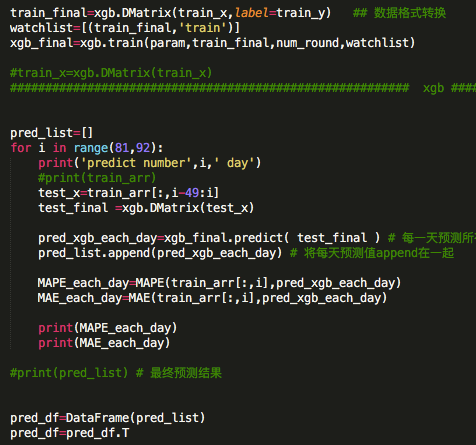 train_final=xgb.DMatrix(train_x,label=train_y)   ## 数据格式转换
watchlist=[(train_final,'train')]
xgb_final=xgb.train(param,train_final,num_round,watchlist)
#train_x=xgb.DMatrix(train_x)
#########################################################  xgb ####
pred_list=[]
for i in range(81,92):
    print('predict number',i,' day')
    #print(train_arr)
    test_x=train_arr[:,i-49:i]
    test_final =xgb.DMatrix(test_x)
    pred_xgb_each_day=xgb_final.predict( test_final ) # 每一天预测所
    pred_list.append(pred_xgb_each_day) # 将每天预测值append在一起
    MAPE_each_day=MAPE(train_arr[:,i],pred_xgb_each_day)
    MAE_each_day=MAE(train_arr[:,i],pred_xgb_each_day)
    print(MAPE_each_day)
    print(MAE_each_day)
#print(pred_list) # 最终预测结果
pred_df=DataFrame(pred_list)
pred_df=pred_df.T